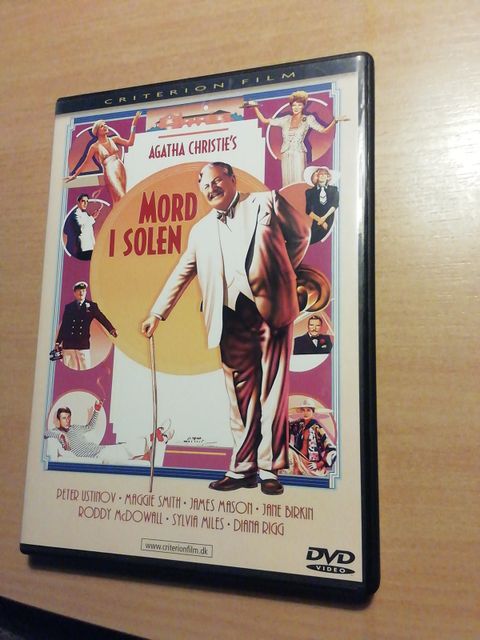 CRITERION FILM
AGATHA CHRISTIE'S
MORD
I SOLEN
PETER USTINOV • MAGGIE SMITH • JAMES MASON • JANE BIRKIN
RODDY McDOWALL • SYLVIA MILES • DIANA RIGG
www.criterionfilm.dk
DVD
VIDEO